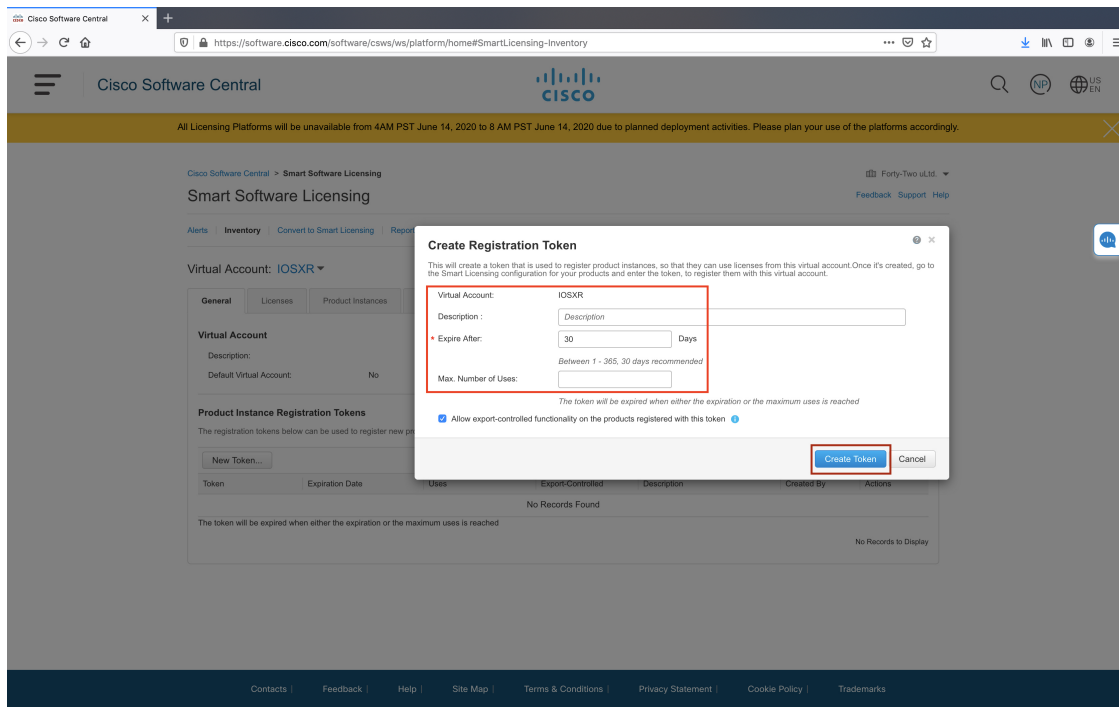 Cisco Software Central
https://software.cisco.com/software/csws/ws/platform/home#SmartLicensing-Inventory
Cisco Software Central
CISCO
NP
US
EN
All Licensing Platforms will be unavailable from 4AM PST June 14, 2020 to 8 AM PST June 14, 2020 due to planned deployment activities. Please plan your use of the platforms accordingly.
Cisco Software Central > Smart Software Licensing
Forty-Two uLtd.
Smart Software Licensing
Feedback Support Help
Alerts | Inventory | Convert to Smart Licensing | Report
Virtual Account: IOSXR
General Licenses Product Instances
Virtual Account
Description:
Default Virtual Account: No
Product Instance Registration Tokens
The registration tokens below can be used to register new pr
New Token...
Token Expiration Date Uses Export-Controlled Description Created By Actions
No Records Found
The token will be expired when either the expiration or the maximum uses is reached
No Records to Display
Create Registration Token
This will create a token that is used to register product instances, so that they can use licenses from this virtual account.Once it's created, go to
the Smart Licensing configuration for your products and enter the token, to register them with this virtual account.
Virtual Account: IOSXR
Description : Description
* Expire After: 30 Days
Between 1 - 365, 30 days recommended
Max. Number of Uses:
The token will be expired when either the expiration or the maximum uses is reached
Allow export-controlled functionality on the products registered with this token
Create Token Cancel
Contacts | Feedback | Help | Site Map | Terms & Conditions | Privacy Statement | Cookie Policy | Trademarks